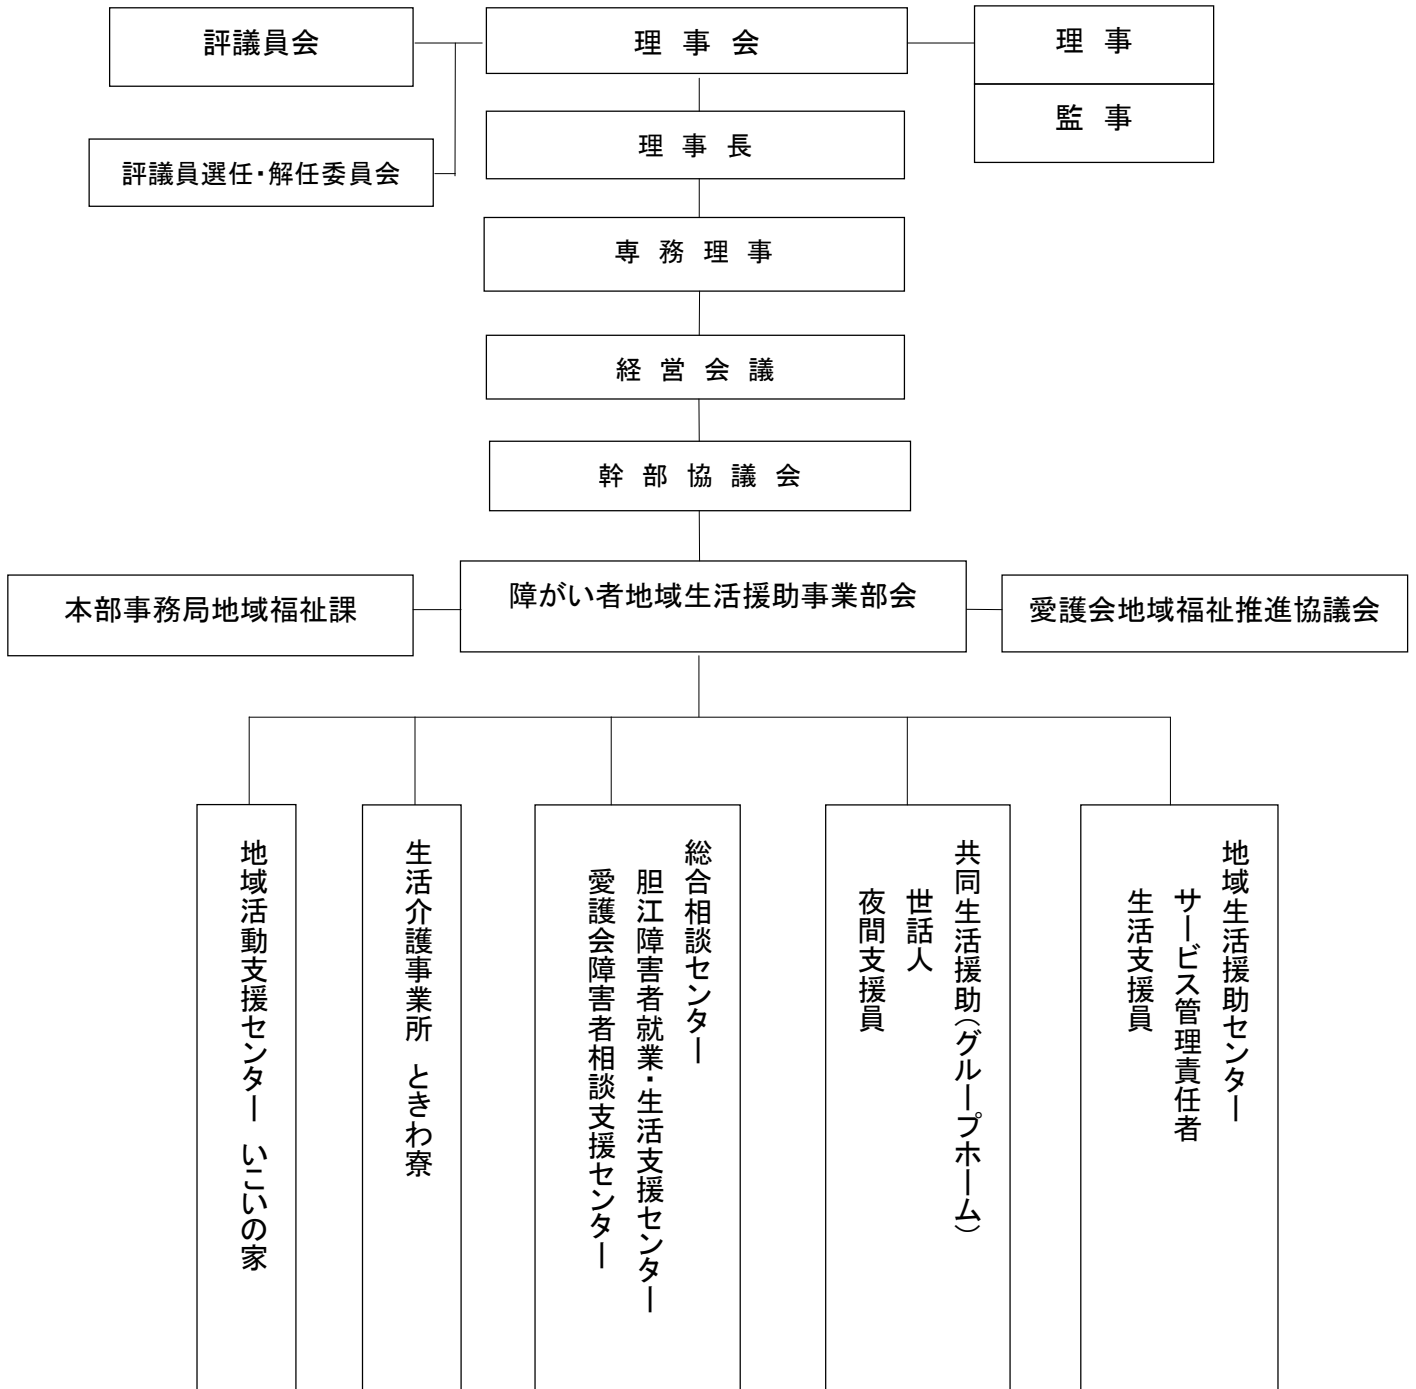 評議員会
理事会
理事
監事
評議員選任・解任委員会
理事長
専務理事
経営会議
幹部協議会
本部事務局地域福祉課
障がい者地域生活援助事業部会
愛護会地域福祉推進協議会
地域生活援助センター
サービス管理責任者
生活支援員
共同生活援助（グループホーム）
世話人
夜間支援員
総合相談センター
胆江障害者就業・生活支援センター
愛護会障害者相談支援センター
生活介護事業所 ときわ寮
地域活動支援センター いこいの家